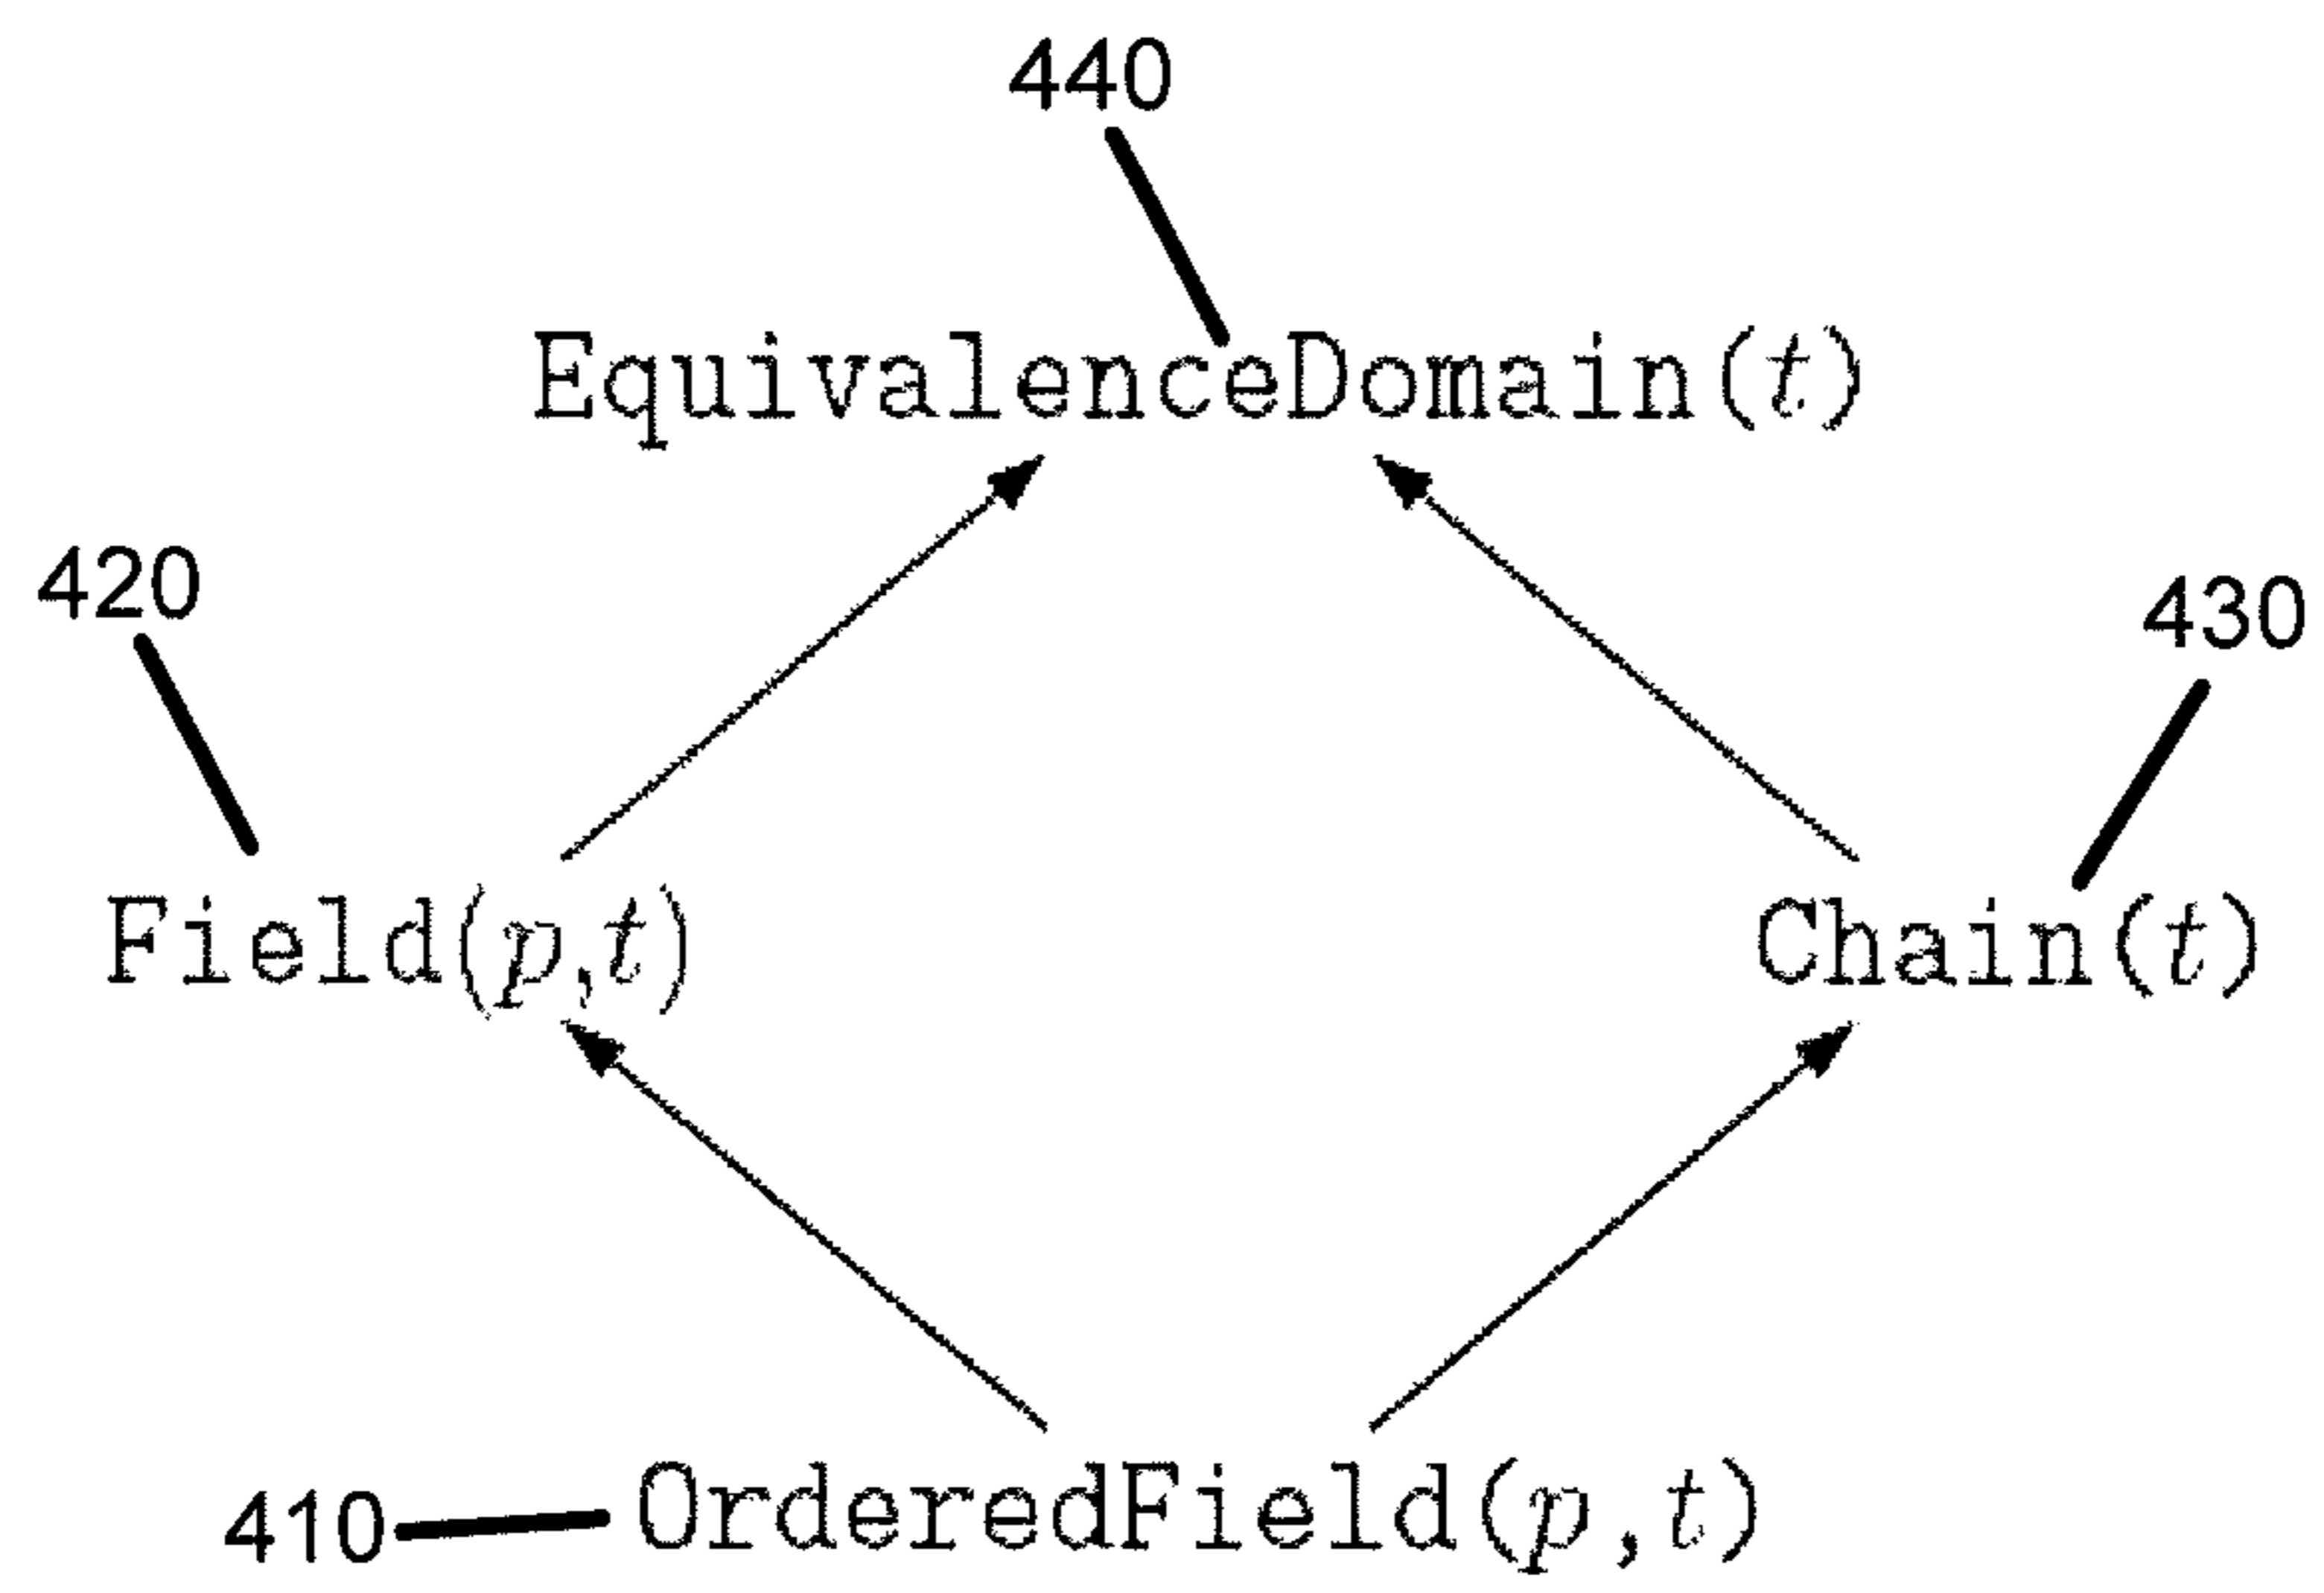 440
EquivalenceDomain(t)
420
430
Field(p,t)
Chain(t)
410
OrderedField(p,t)